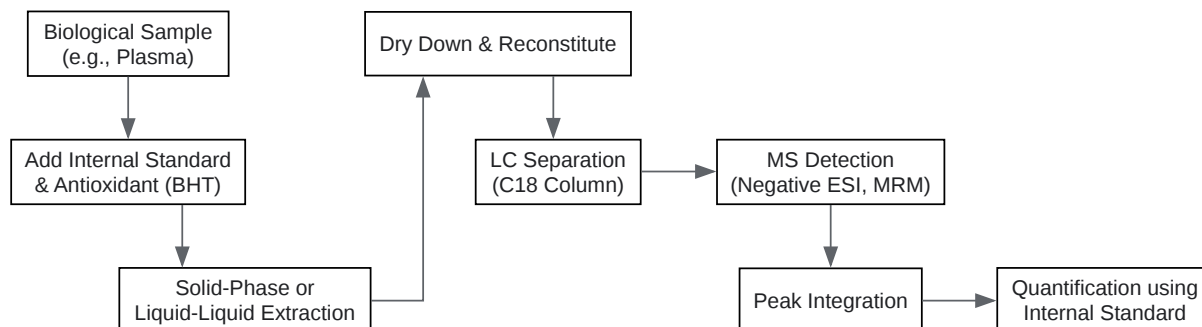 Biological Sample
(e.g., Plasma)
Add Internal Standard
& Antioxidant (BHT)
Solid-Phase or
Liquid-Liquid Extraction
Dry Down & Reconstitute
LC Separation
(C18 Column)
MS Detection
(Negative ESI, MRM)
Peak Integration
Quantification using
Internal Standard